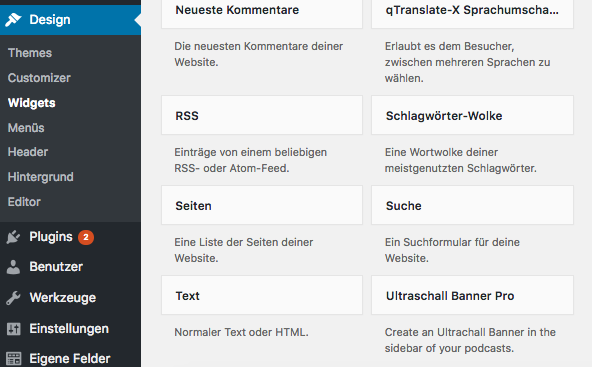 Design
Themes
Customizer
Widgets
Menüs
Header
Hintergrund
Editor
Plugins 2
Benutzer
Werkzeuge
Einstellungen
Eigene Felder
Neueste Kommentare
Die neuesten Kommentare deiner
Website.
qTranslate-X Sprachumscha...
Erlaubt es dem Besucher,
zwischen mehreren Sprachen zu
wählen.
RSS
Einträge von einem beliebigen
RSS- oder Atom-Feed.
Schlagwörter-Wolke
Eine Wortwolke deiner
meistgenutzten Schlagwörter.
Seiten
Eine Liste der Seiten deiner
Website.
Suche
Ein Suchformular für deine
Website.
Text
Normaler Text oder HTML.
Ultraschall Banner Pro
Create an Ultrachall Banner in the
sidebar of your podcasts.